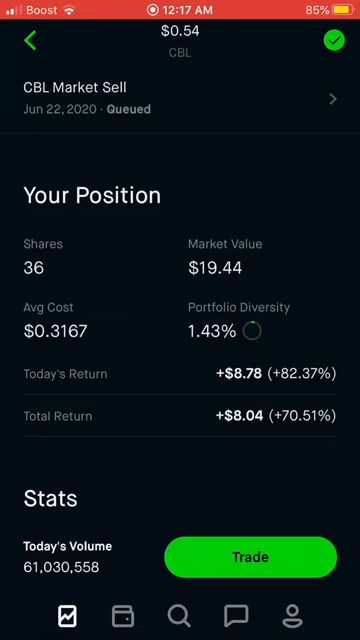 Boost 12:17 AM 85%
$0.54
CBL
CBL Market Sell
Jun 22, 2020 · Queued
Your Position
Shares Market Value
36 $19.44
Avg Cost Portfolio Diversity
$0.3167 1.43%
Today's Return +$8.78 (+82.37%)
Total Return +$8.04 (+70.51%)
Stats
Today's Volume
61,030,558
Trade